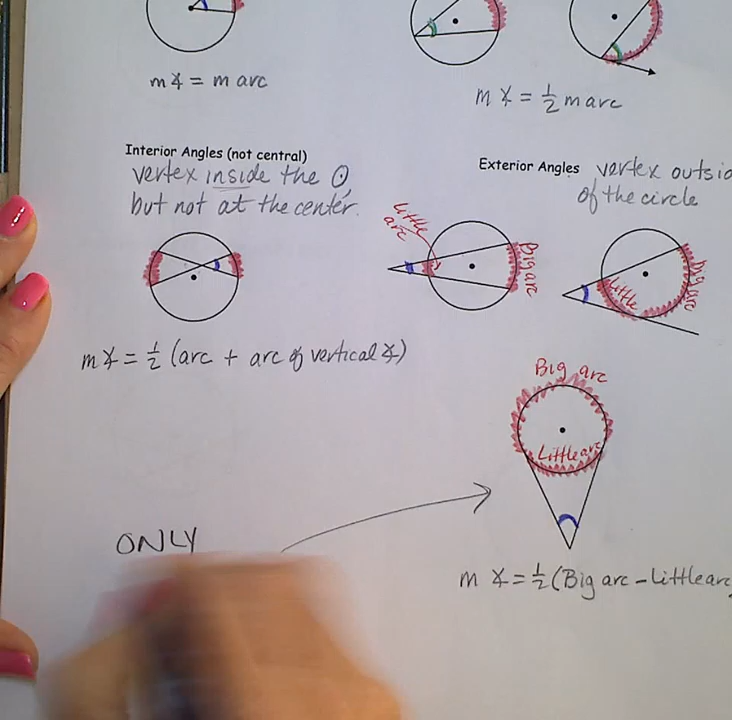 m∡ = m arc
m∡ = ½ m arc
Interior Angles (not central)
vertex inside the ⊙,
but not at the center.
Exterior Angles vertex outsid
of the circle
Little
arc
Big arc
Little
Big arc
m∡ = ½ (arc + arc of vertical ∡)
Big arc
Little arc
ONLY
m∡ = ½ (Big arc - Little arc)